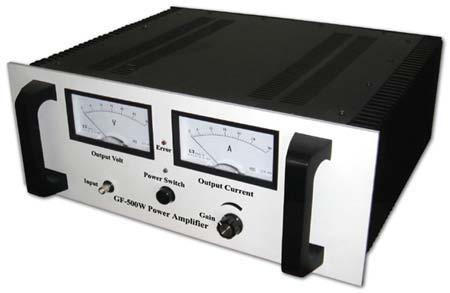 V
A
Output Volt
Error
Output Current
Input
Power Switch
Gain
GF-500W Power Amplifier